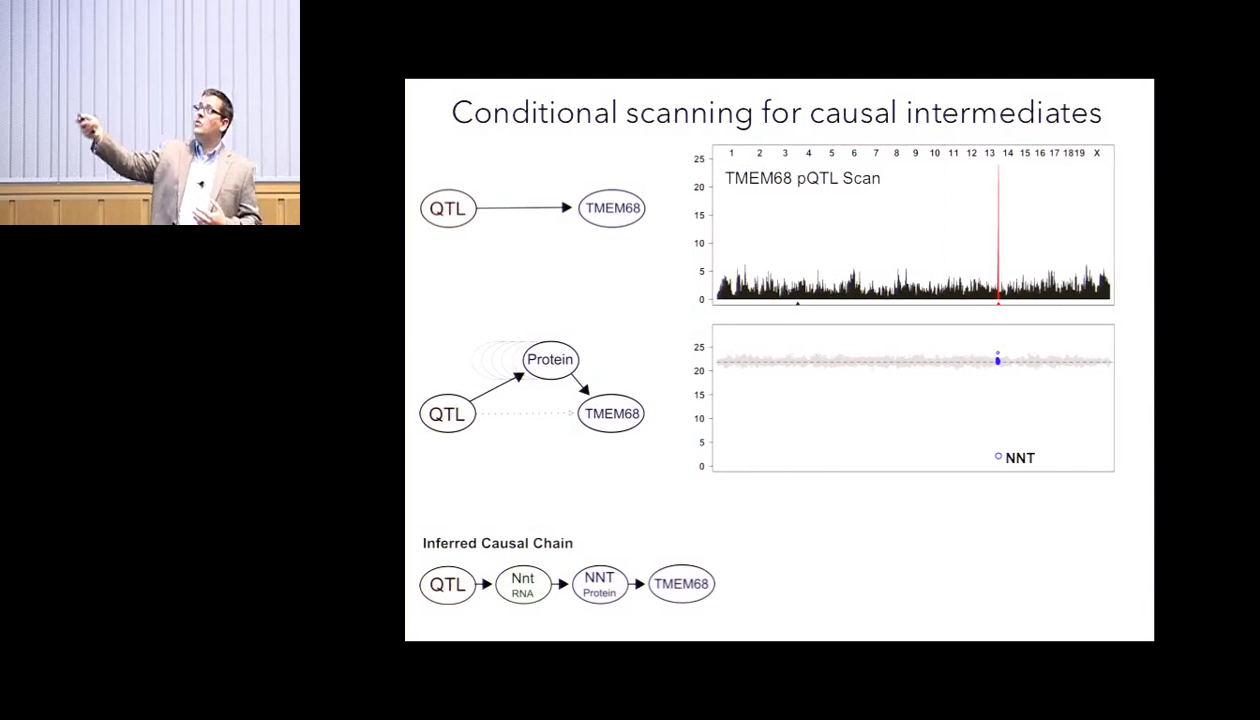 Conditional scanning for causal intermediates
QTL
TMEM68
1 2 3 4 5 6 7 8 9 10 11 12 13 14 15 16 17 18 19 X
TMEM68 pQTL Scan
25
20
15
10
5
0
Protein
QTL
TMEM68
25
20
15
10
5
0
NNT
Inferred Causal Chain
QTL
Nnt
RNA
NNT
Protein
TMEM68